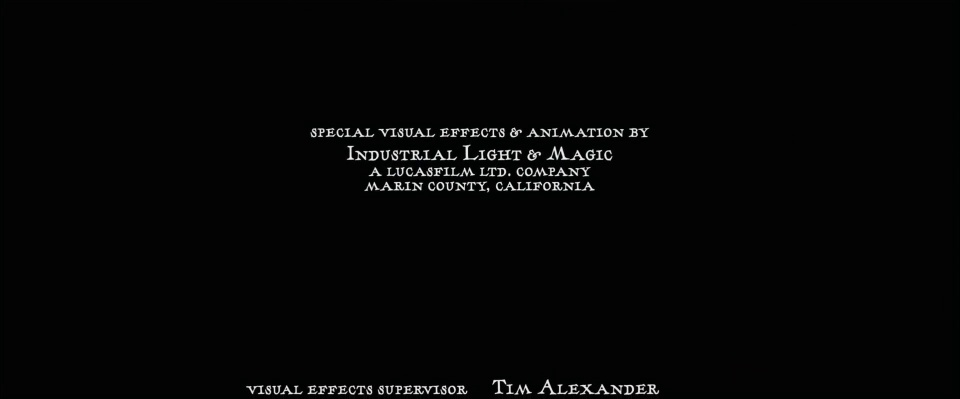 SPECIAL VISUAL EFFECTS & ANIMATION BY
INDUSTRIAL LIGHT & MAGIC
A LUCASFILM LTD. COMPANY
MARIN COUNTY, CALIFORNIA
VISUAL EFFECTS SUPERVISOR TIM ALEXANDER